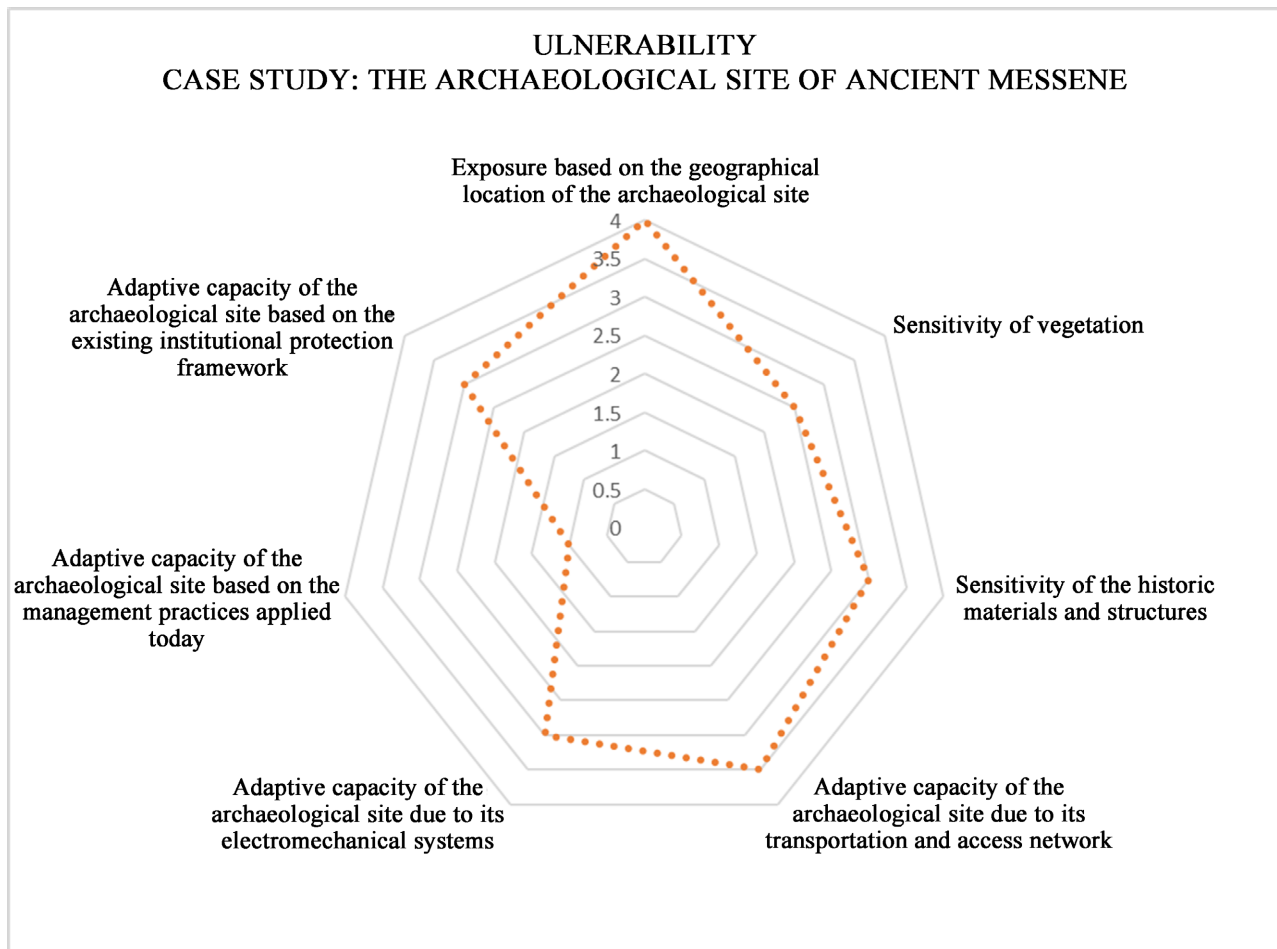 ULNERABILITY
CASE STUDY: THE ARCHAEOLOGICAL SITE OF ANCIENT MESSENE
Exposure based on the geographical
location of the archaeological site
4
3.5
3
2.5
2
1.5
1
0.5
0
Sensitivity of vegetation
Sensitivity of the historic
materials and structures
Adaptive capacity of the
archaeological site due to its
transportation and access network
Adaptive capacity of the
archaeological site due to its
electromechanical systems
Adaptive capacity of the
archaeological site based on the
management practices applied
today
Adaptive capacity of the
archaeological site based on the
existing institutional protection
framework